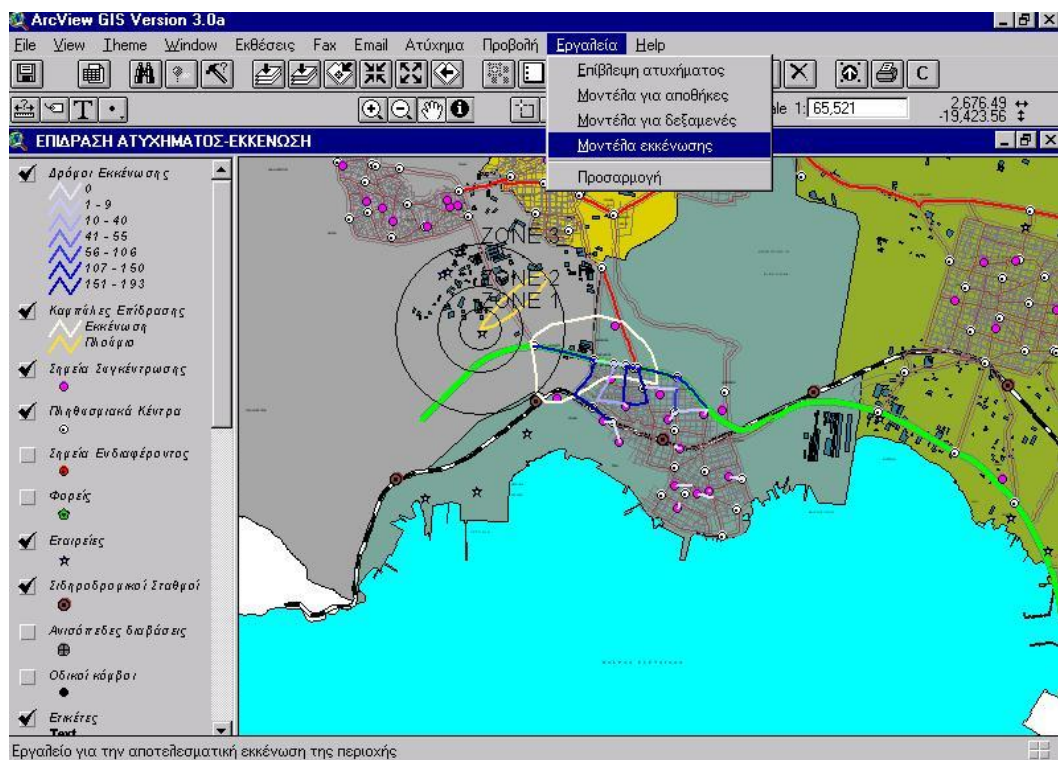 ArcView GIS Version 3.0a
File View Theme Window Εκθέσεις Fax Email Ατύχημα Προβολή Εργαλεία Help
Επίβλεψη ατυχήματος
Μοντέλα για αποθήκες
Μοντέλα για δεξαμενές
Μοντέλα εκκένωσης
Προσαρμογή
C
T
1: 65,521
2,676.49
-19,423.56
ΕΠΙΔΡΑΣΗ ΑΤΥΧΗΜΑΤΟΣ-ΕΚΚΕΝΩΣΗ
Δρόμοι Εκκένωσης
0
1 - 9
10 - 40
41 - 55
56 - 106
107 - 150
151 - 193
Καμπύλες Επίδρασης
Εκκένωση
Πλούμιο
Σημεία Συγκέντρωσης
Πληθυσμιακά Κέντρα
Σημεία Ενδιαφέροντος
Φορείς
Εταιρείες
Σιδηροδρομικοί Σταθμοί
Ανισόπεδες διαβάσεις
Οδικοί κόμβοι
Ετικέτες
Text
ZONE 3
ZONE 2
ZONE 1
Εργαλείο για την αποτελεσματική εκκένωση της περιοχής